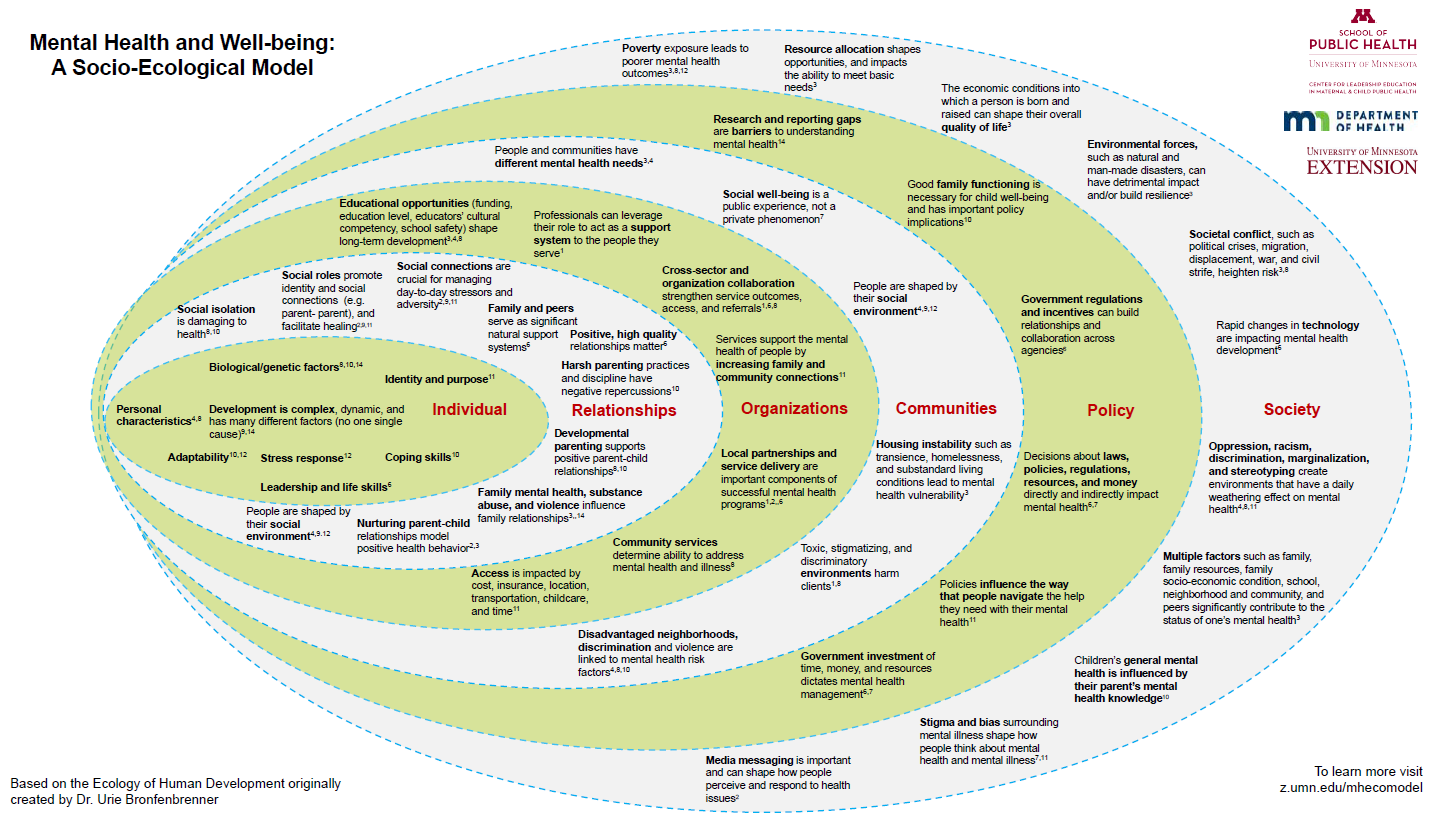 Mental Health and Well-being:
A Socio-Ecological Model
SCHOOL OF
PUBLIC HEALTH
UNIVERSITY OF MINNESOTA
CENTER FOR LEADERSHIP EDUCATION
IN MATERNAL & CHILD PUBLIC HEALTH
DEPARTMENT
OF HEALTH
UNIVERSITY OF MINNESOTA
EXTENSION
Poverty exposure leads to
poorer mental health
outcomes3,8,12
Resource allocation shapes
opportunities, and impacts
the ability to meet basic
needs3
The economic conditions into
which a person is born and
raised can shape their overall
quality of life3
Environmental forces,
such as natural and
man-made disasters, can
have detrimental impact
and/or build resilience3
Societal conflict, such as
political crises, migration,
displacement, war, and civil
strife, heighten risk3,8
Rapid changes in technology
are impacting mental health
development6
Society
Oppression, racism,
discrimination, marginalization,
and stereotyping create
environments that have a daily
weathering effect on mental
health4,8,11
Multiple factors such as family,
family resources, family
socio-economic condition, school,
neighborhood and community, and
peers significantly contribute to the
status of one's mental health3
Children's general mental
health is influenced by
their parent's mental
health knowledge10
Stigma and bias surrounding
mental illness shape how
people think about mental
health and mental illness7,11
Media messaging is important
and can shape how people
perceive and respond to health
issues2
Research and reporting gaps
are barriers to understanding
mental health14
Good family functioning is
necessary for child well-being
and has important policy
implications10
Government regulations
and incentives can build
relationships and
collaboration across
agencies6
Policy
Decisions about laws,
policies, regulations,
resources, and money
directly and indirectly impact
mental health6,7
Policies influence the way
that people navigate the help
they need with their mental
health11
Government investment of
time, money, and resources
dictates mental health
management6,7
People and communities have
different mental health needs3,4
Social well-being is a
public experience, not a
private phenomenon7
People are shaped by
their social
environment4,9,12
Communities
Housing instability such as
transience, homelessness,
and substandard living
conditions lead to mental
health vulnerability3
Toxic, stigmatizing, and
discriminatory
environments harm
clients1,8
Disadvantaged neighborhoods,
discrimination and violence are
linked to mental health risk
factors4,8,10
Educational opportunities (funding,
education level, educators' cultural
competency, school safety) shape
long-term development3,4,8
Professionals can leverage
their role to act as a support
system to the people they
serve1
Cross-sector and
organization collaboration
strengthen service outcomes,
access, and referrals1,6,8
Services support the mental
health of people by
increasing family and
community connections11
Organizations
Local partnerships and
service delivery are
important components of
successful mental health
programs1,2,,6
Community services
determine ability to address
mental health and illness8
Access is impacted by
cost, insurance, location,
transportation, childcare,
and time11
Social isolation
is damaging to
health8,10
Social roles promote
identity and social
connections (e.g.
parent- parent), and
facilitate healing2,9,11
Social connections are
crucial for managing
day-to-day stressors and
adversity2,9,11
Family and peers
serve as significant
natural support
systems6
Positive, high quality
relationships matter6
Harsh parenting practices
and discipline have
negative repercussions10
Relationships
Developmental
parenting supports
positive parent-child
relationships8,10
Family mental health, substance
abuse, and violence influence
family relationships3,,14
Nurturing parent-child
relationships model
positive health behavior2,3
People are shaped by
their social
environment4,9,12
Biological/genetic factors8,10,14
Identity and purpose11
Personal
characteristics4,8
Development is complex, dynamic, and
has many different factors (no one single
cause)9,14
Individual
Adaptability10,12
Stress response12
Coping skills10
Leadership and life skills6
Based on the Ecology of Human Development originally
created by Dr. Urie Bronfenbrenner
To learn more visit
z.umn.edu/mhecomodel